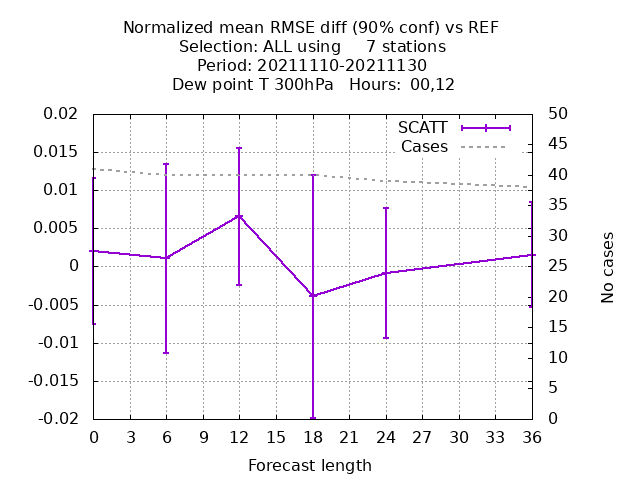 Normalized mean RMSE diff (90% conf) vs REF
Selection: ALL using     7 stations
Period: 20211110-20211130
Dew point T 300hPa   Hours: 00,12
0.02
0.015
0.01
0.005
0
-0.005
-0.01
-0.015
-0.02
SCATT
Cases
50
45
40
35
30
25
20
15
10
5
0
No cases
0 3 6 9 12 15 18 21 24 27 30 33 36
Forecast length